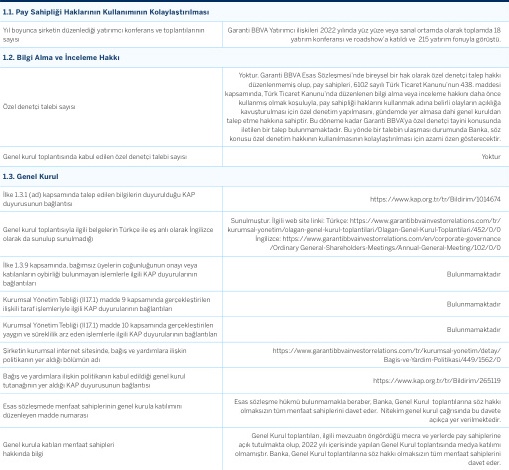 1.1. Pay Sahipliği Haklarının Kullanımının Kolaylaştırılması
Yıl boyunca şirketin düzenlediği yatırımcı konferans ve toplantılarının
sayısı
Garanti BBVA Yatırımcı ilişkileri 2022 yılında yüz yüze veya sanal ortamda olarak toplamda 18
yatırım konferansı ve roadshow'a katıldı ve 215 yatırım fonuyla görüştü.
1.2. Bilgi Alma ve İnceleme Hakkı
Özel denetçi talebi sayısı
Yoktur. Garanti BBVA Esas Sözleşmesi'nde bireysel bir hak olarak özel denetçi talep hakkı
düzenlenmemiş olup, pay sahipleri, 6102 sayılı Türk Ticaret Kanunu'nun 438. maddesi
kapsamında, Türk Ticaret Kanunu'nda düzenlenen bilgi alma veya inceleme hakkını daha önce
kullanmış olmak koşuluyla, pay sahipliği haklarını kullanmak adına belirli olayların açıklığa
kavuşturulması için özel denetim yapılmasını, gündemde yer almasa dahi genel kuruldan
talep etme hakkına sahiptir. Bu döneme kadar Garanti BBVA'ya özel denetçi tayini konusunda
iletilen bir talep bulunmamaktadır. Bu yönde bir talebin ulaşması durumunda Banka, söz
konusu özel denetim hakkının kullanılmasının kolaylaştırılması için azami özen gösterecektir.
Genel kurul toplantısında kabul edilen özel denetçi talebi sayısı
Yoktur
1.3. Genel Kurul
İlke 1.3.1 (ad) kapsamında talep edilen bilgilerin duyurulduğu KAP
duyurusunun bağlantısı
https://www.kap.org.tr/tr/Bildirim/1014674
Genel kurul toplantısıyla ilgili belgelerin Türkçe ile eş anlı olarak İngilizce
olarak da sunulup sunulmadığı
Sunulmuştur. İlgili web site linki: Türkçe: https://www.garantibbvainvestorrelations.com/tr/
kurumsal-yonetim/olagan-genel-kurul-toplantilari/Olagan-Genel-Kurul-Toplantilari/452/0/0
İngilizce: https://www.garantibbvainvestorrelations.com/en/corporate-governance
/Ordinary General-Shareholders-Meetings/Annual-General-Meeting/102/0/0
İlke 1.3.9 kapsamında, bağımsız üyelerin çoğunluğunun onayı veya
katılanların oybirliği bulunmayan işlemlerle ilgili KAP duyurularının
bağlantıları
Bulunmamaktadır
Kurumsal Yönetim Tebliği (II17.1) madde 9 kapsamında gerçekleştirilen
ilişkili taraf işlemleriyle ilgili KAP duyurularının bağlantıları
Bulunmamaktadır
Kurumsal Yönetim Tebliği (II17.1) madde 10 kapsamında gerçekleştirilen
yaygın ve süreklilik arz eden işlemlerle ilgili KAP duyurularının bağlantıları
Bulunmamaktadır
Şirketin kurumsal internet sitesinde, bağış ve yardımlara ilişkin
politikanın yer aldığı bölümün adı
https://www.garantibbvainvestorrelations.com/tr/kurumsal-yonetim/detay/
Bagis-ve-Yardim-Politikasi/449/1562/0
Bağış ve yardımlara ilişkin politikanın kabul edildiği genel kurul
tutanağının yer aldığı KAP duyurusunun bağlantısı
https://www.kap.org.tr/tr/Bildirim/265119
Esas sözleşmede menfaat sahiplerinin genel kurula katılımını
düzenleyen madde numarası
Esas sözleşme hükmü bulunmamakla beraber, Banka, Genel Kurul toplantılarına söz hakkı
olmaksızın tüm menfaat sahiplerini davet eder. Nitekim genel kurul çağrısında bu davete
açıkça yer verilmektedir.
Genel kurula katılan menfaat sahipleri
hakkında bilgi
Genel Kurul toplantıları, ilgili mevzuatın öngördüğü mecra ve yerlerde pay sahiplerine
açık tutulmakta olup, 2022 yılı içerisinde yapılan Genel Kurul toplantısında medya katılımı
olmamıştır. Banka, Genel Kurul toplantılarına söz hakkı olmaksızın tüm menfaat sahiplerini
davet eder.